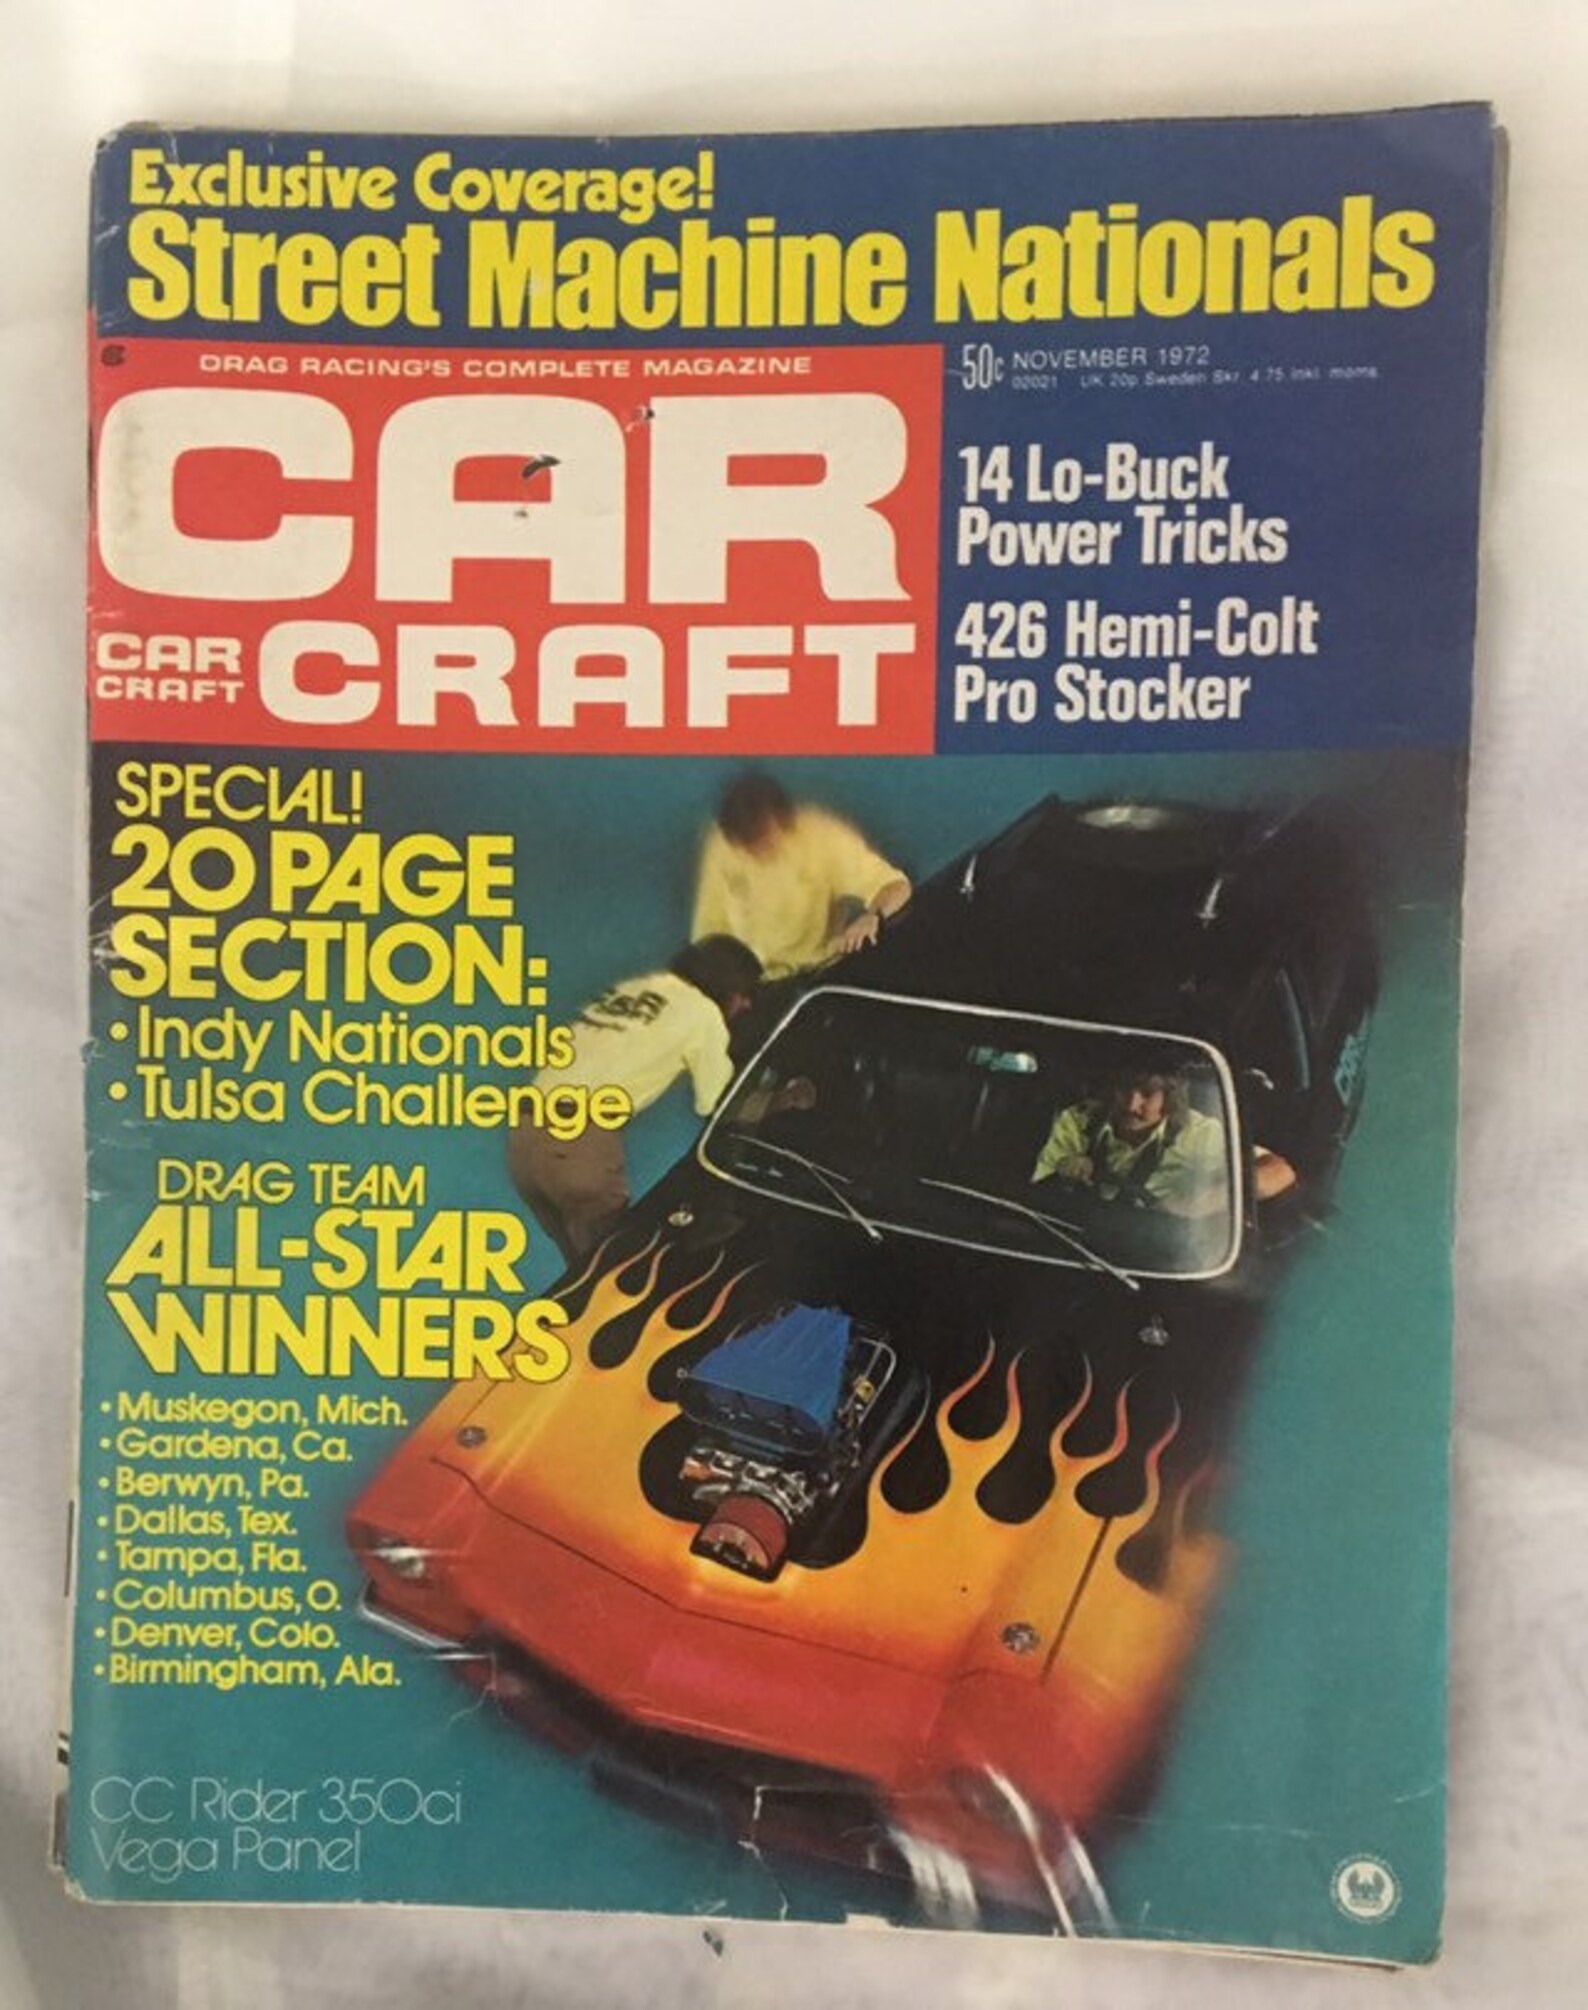 Exclusive Coverage!
Street Machine Nationals
DRAG RACING'S COMPLETE MAGAZINE
CAR
CAR
CRAFT
CRAFT
50c NOVEMBER 1972
02021 UK 20p Sweden Skr 4.75 inkl moms
14 Lo-Buck
Power Tricks
426 Hemi-Colt
Pro Stocker
SPECIAL!
20 PAGE
SECTION:
•Indy Nationals
•Tulsa Challenge
DRAG TEAM
ALL-STAR
WINNERS
•Muskegon, Mich.
•Gardena, Ca.
•Berwyn, Pa.
•Dallas, Tex.
•Tampa, Fla.
•Columbus, O.
•Denver, Colo.
•Birmingham, Ala.
CC Rider 350ci
Vega Panel